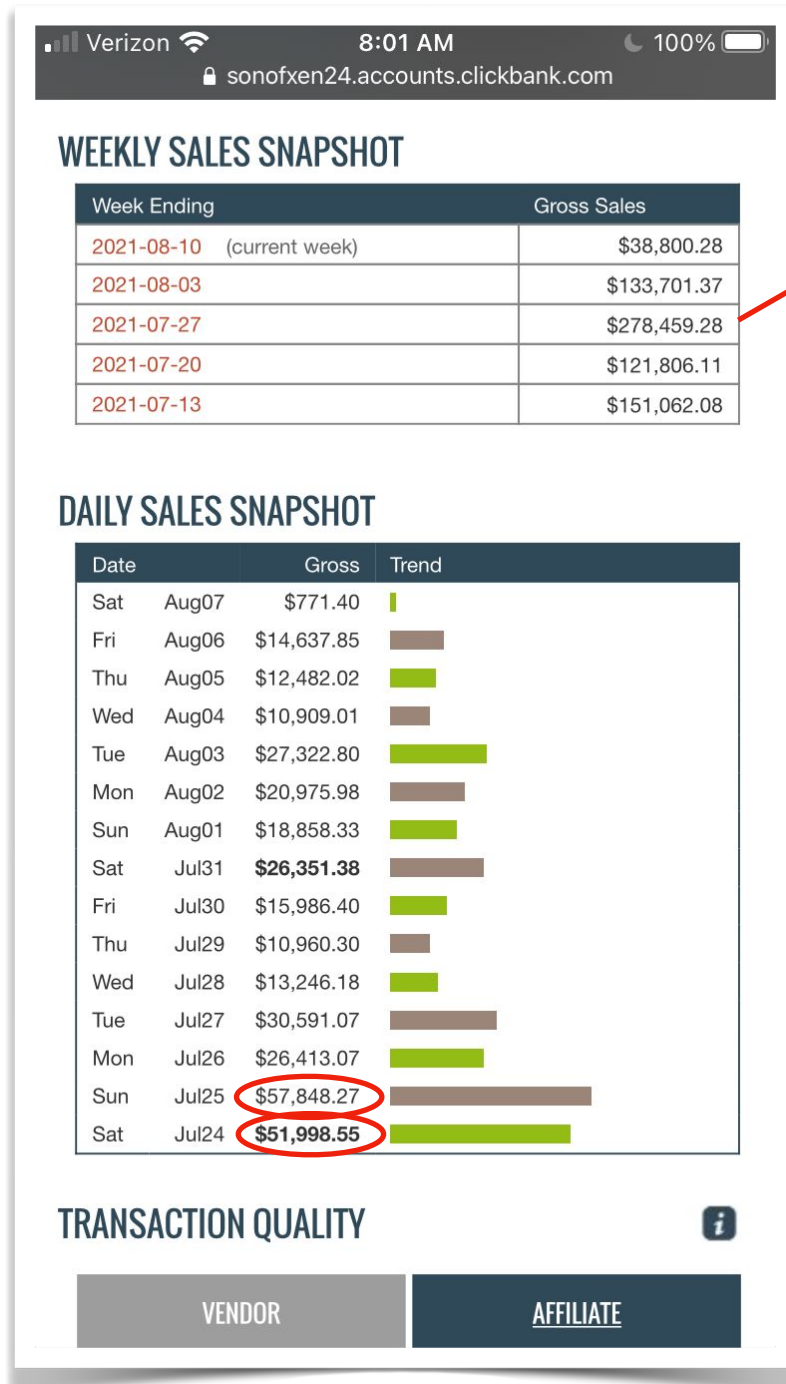 Verizon 8:01 AM 100%
sonofxen24.accounts.clickbank.com
WEEKLY SALES SNAPSHOT
Week Ending Gross Sales
2021-08-10 (current week) $38,800.28
2021-08-03 $133,701.37
2021-07-27 $278,459.28
2021-07-20 $121,806.11
2021-07-13 $151,062.08
DAILY SALES SNAPSHOT
Date Gross Trend
Sat Aug07 $771.40
Fri Aug06 $14,637.85
Thu Aug05 $12,482.02
Wed Aug04 $10,909.01
Tue Aug03 $27,322.80
Mon Aug02 $20,975.98
Sun Aug01 $18,858.33
Sat Jul31 $26,351.38
Fri Jul30 $15,986.40
Thu Jul29 $10,960.30
Wed Jul28 $13,246.18
Tue Jul27 $30,591.07
Mon Jul26 $26,413.07
Sun Jul25 $57,848.27
Sat Jul24 $51,998.55
TRANSACTION QUALITY i
VENDOR AFFILIATE